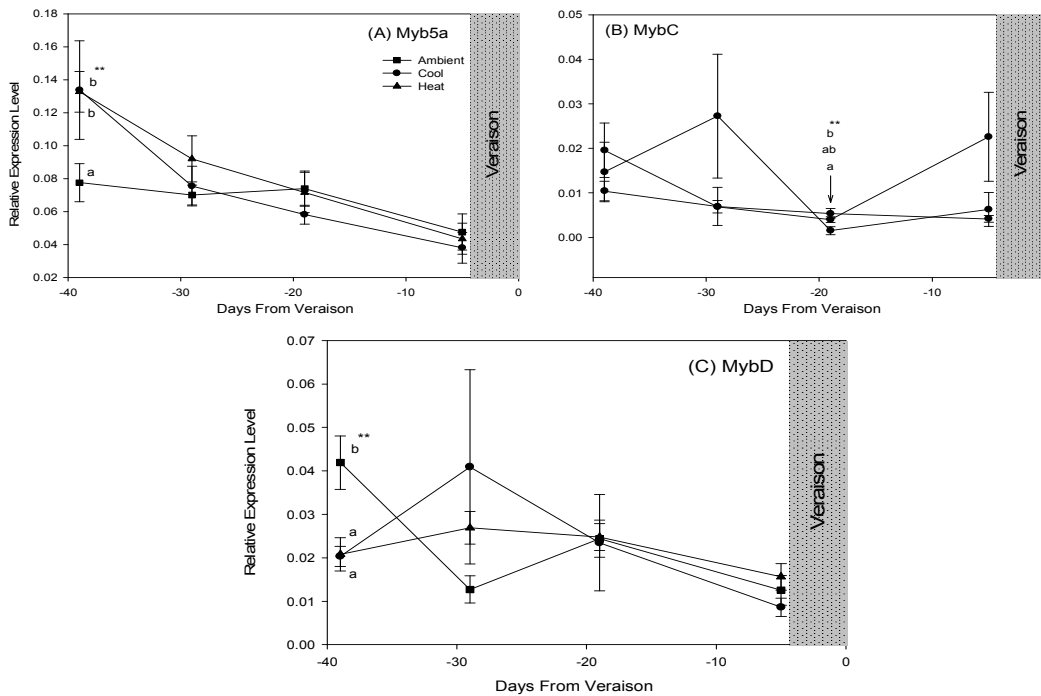 (A) Myb5a
Ambient
Cool
Heat
Relative Expression Level
0.18
0.16
0.14
0.12
0.10
0.08
0.06
0.04
0.02
b **
b
a
Veraison
-40
-30
-20
-10
0
Days From Veraison
(B) MybC
0.05
0.04
0.03
0.02
0.01
0.00
**
b
ab
a
Veraison
-40
-30
-20
-10
Days From Veraison
(C) MybD
Relative Expression Level
0.07
0.06
0.05
0.04
0.03
0.02
0.01
0.00
b **
a
a
Veraison
-40
-30
-20
-10
0
Days From Veraison